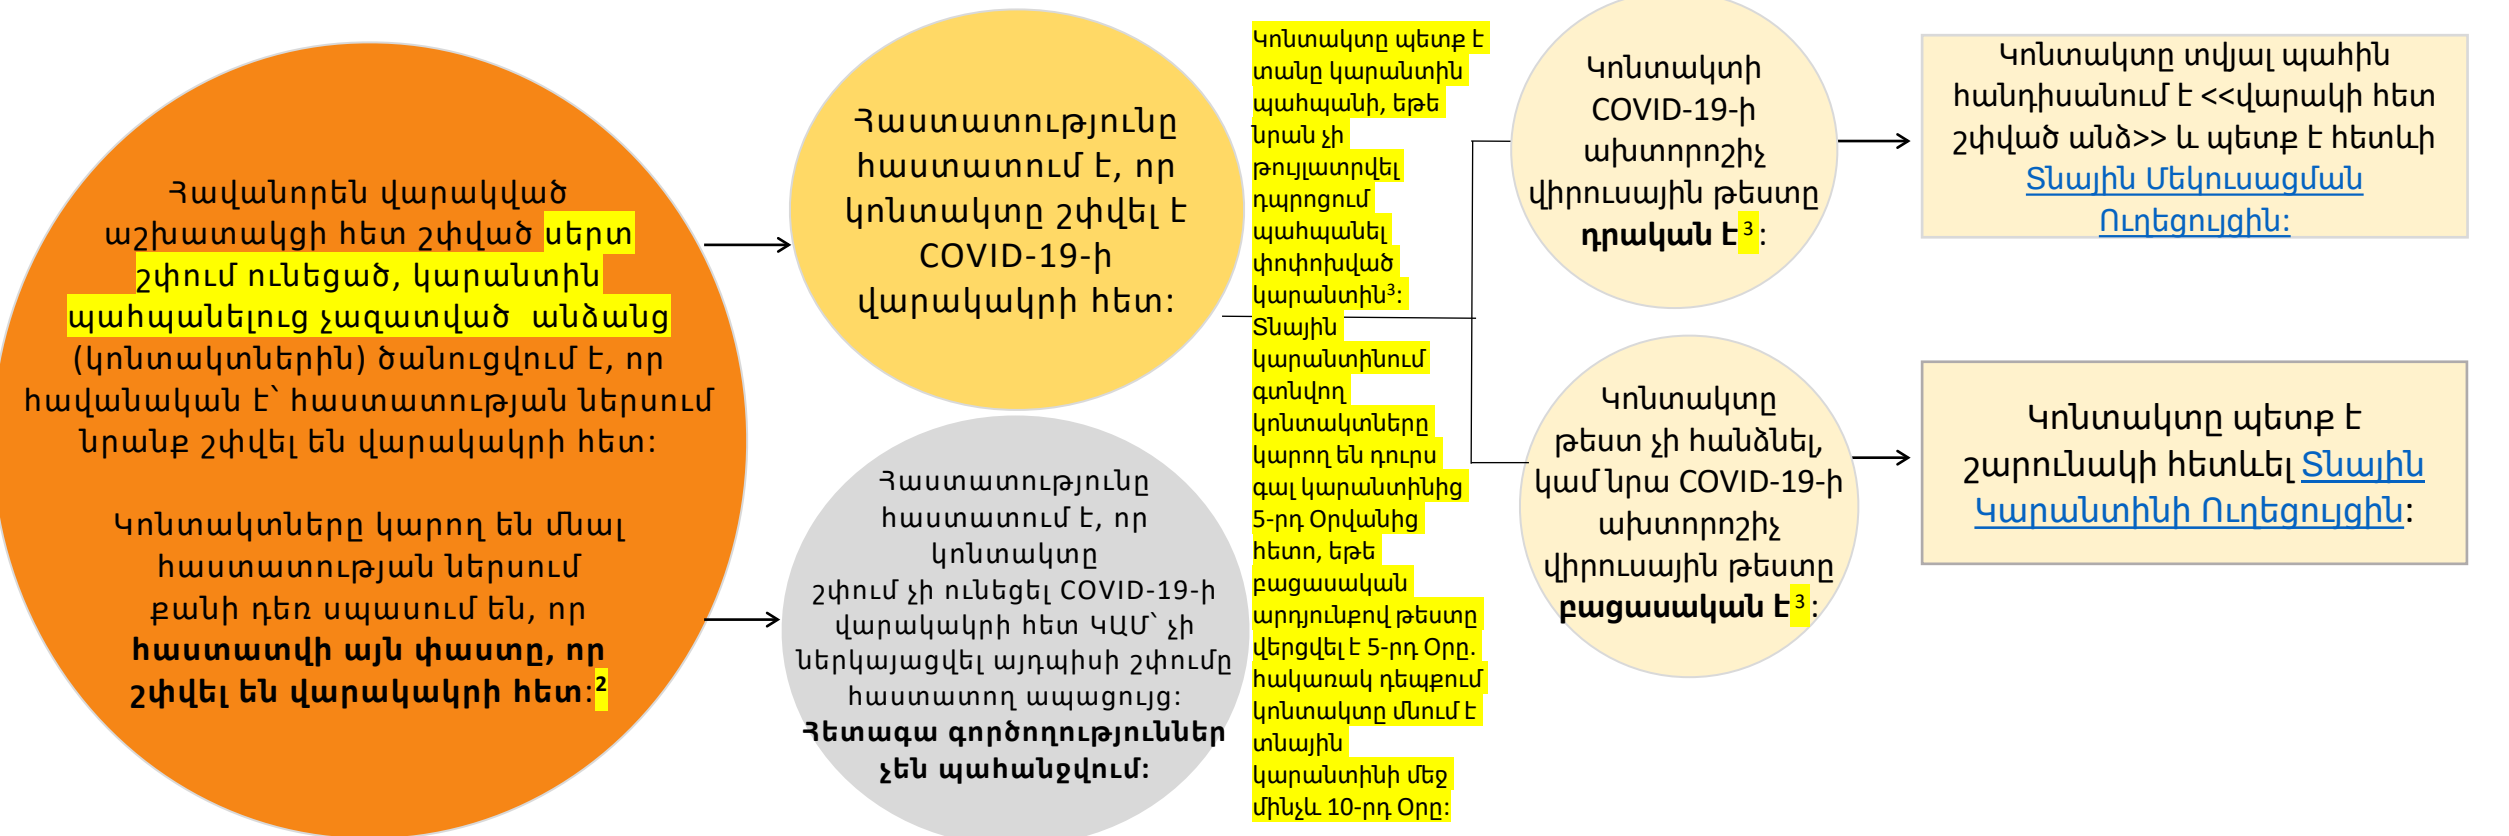 Հավանորեն վարակված
աշխատակցի հետ շփված սերտ
շփում ունեցած, կարանտին
պահպանելուց չազատված անձանց
(կոնտակտներին) ծանուցվում է, որ
հավանական է՝ հաստատության ներսում
նրանք շփվել են վարակակրի հետ:
Կոնտակտները կարող են մնալ
հաստատության ներսում
քանի դեռ սպասում են, որ
հաստատվի այն փաստը, որ
շփվել են վարակակրի հետ:²
Հաստատությունը
հաստատում է, որ
կոնտակտը շփվել է
COVID-19-ի
վարակակրի հետ:
Հաստատությունը
հաստատում է, որ
կոնտակտը
շփում չի ունեցել COVID-19-ի
վարակակրի հետ ԿԱՄ՝ չի
ներկայացվել այդպիսի շփումը
հաստատող ապացույց:
Հետագա գործողություններ
չեն պահանջվում:
Կոնտակտը պետք է
տանը կարանտին
պահպանի, եթե
նրան չի
թույլատրվել
դպրոցում
պահպանել
փոփոխված
կարանտին³:
Տնային
կարանտինում
գտնվող
կոնտակտները
կարող են դուրս
գալ կարանտինից
5-րդ Օրվանից
հետո, եթե
բացասական
արդյունքով թեստը
վերցվել է 5-րդ Օրը.
հակառակ դեպքում
կոնտակտը մնում է
տնային
կարանտինի մեջ
մինչև 10-րդ Օրը:
Կոնտակտի
COVID-19-ի
ախտորոշիչ
վիրուսային թեստը
դրական է³:
Կոնտակտը տվյալ պահին
հանդիսանում է <<վարակի հետ
շփված անձ>> և պետք է հետևի
Տնային Մեկուսացման
Ուղեցույցին:
Կոնտակտը
թեստ չի հանձնել,
կամ նրա COVID-19-ի
ախտորոշիչ
վիրուսային թեստը
բացասական է³:
Կոնտակտը պետք է
շարունակի հետևել Տնային
Կարանտինի Ուղեցույցին: